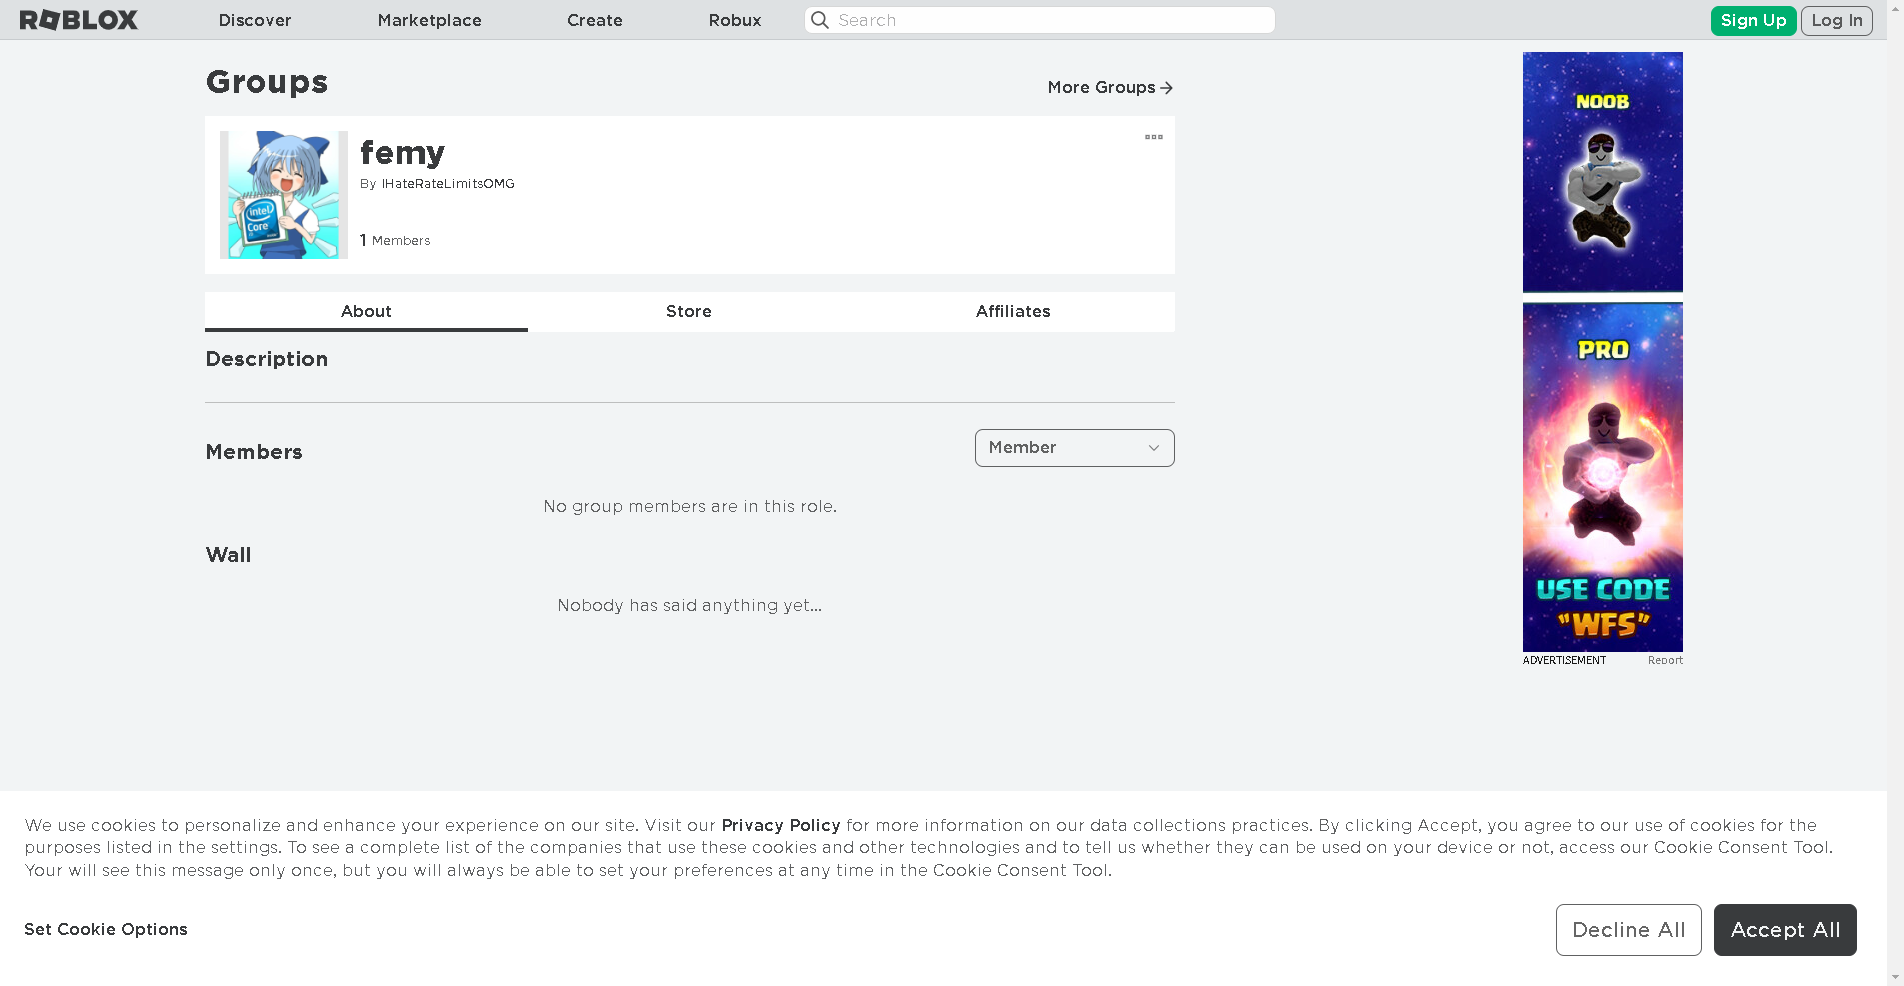 ROBLOX Discover Marketplace Create Robux Search Sign Up Log In
Groups
More Groups
femy
By IHateRateLimitsOMG
1 Members
intel
Core
About Store Affiliates
Description
Members
Member
No group members are in this role.
Wall
Nobody has said anything yet...
NOOB
PRO
USE CODE
"WFS"
ADVERTISEMENT Report
We use cookies to personalize and enhance your experience on our site. Visit our Privacy Policy for more information on our data collections practices. By clicking Accept, you agree to our use of cookies for the
purposes listed in the settings. To see a complete list of the companies that use these cookies and other technologies and to tell us whether they can be used on your device or not, access our Cookie Consent Tool.
Your will see this message only once, but you will always be able to set your preferences at any time in the Cookie Consent Tool.
Set Cookie Options
Decline All Accept All